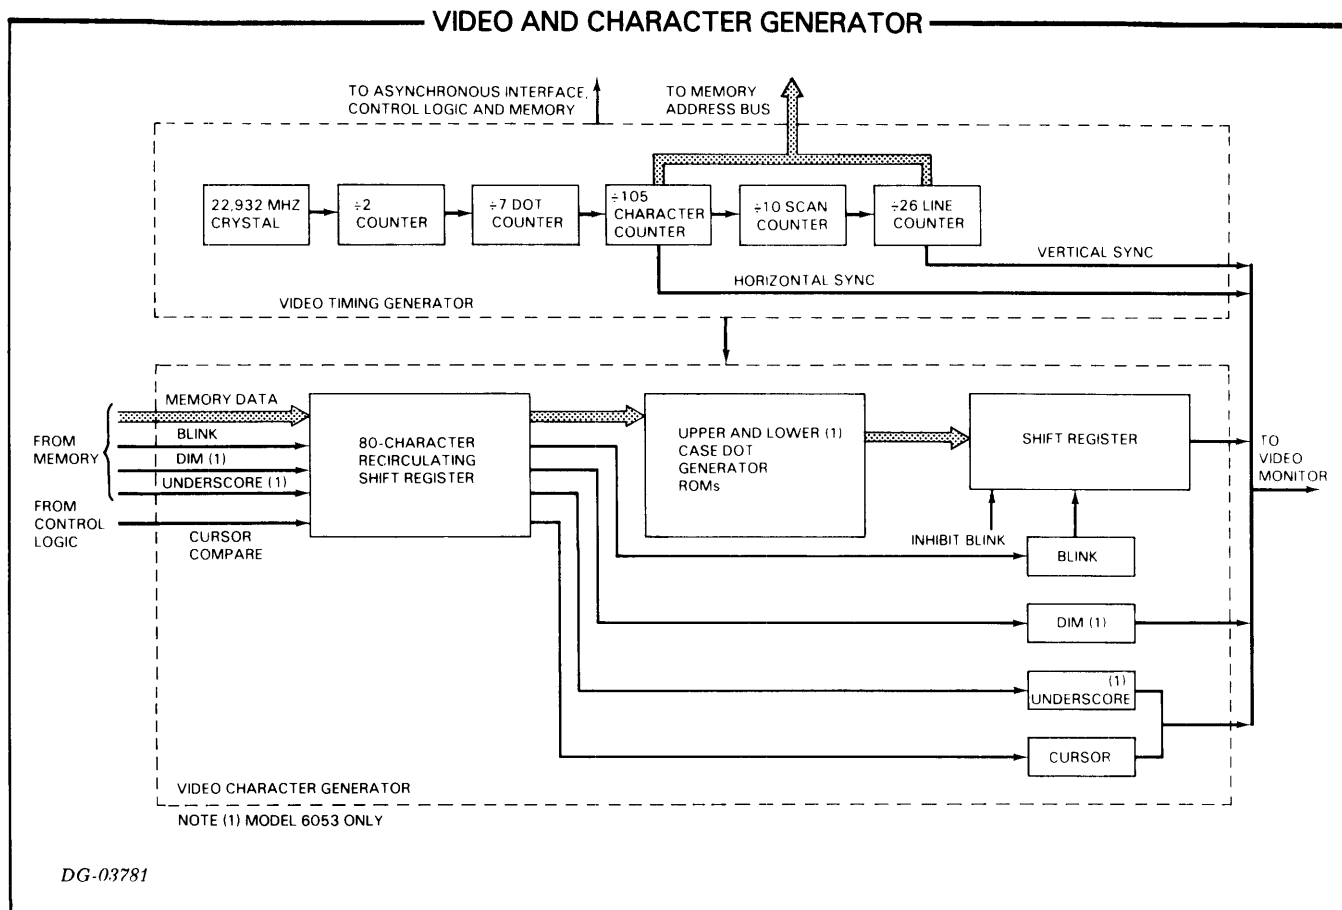 VIDEO AND CHARACTER GENERATOR
TO ASYNCHRONOUS INTERFACE,
CONTROL LOGIC AND MEMORY
TO MEMORY
ADDRESS BUS
22,932 MHZ
CRYSTAL
÷2
COUNTER
÷7 DOT
COUNTER
÷105
CHARACTER
COUNTER
÷10 SCAN
COUNTER
÷26 LINE
COUNTER
VERTICAL SYNC
HORIZONTAL SYNC
VIDEO TIMING GENERATOR
FROM
MEMORY
MEMORY DATA
BLINK
DIM (1)
UNDERSCORE (1)
FROM
CONTROL
LOGIC
CURSOR
COMPARE
80-CHARACTER
RECIRCULATING
SHIFT REGISTER
UPPER AND LOWER (1)
CASE DOT
GENERATOR
ROMs
SHIFT REGISTER
TO
VIDEO
MONITOR
INHIBIT BLINK
BLINK
DIM (1)
(1)
UNDERSCORE
CURSOR
VIDEO CHARACTER GENERATOR
NOTE (1) MODEL 6053 ONLY
DG-03781